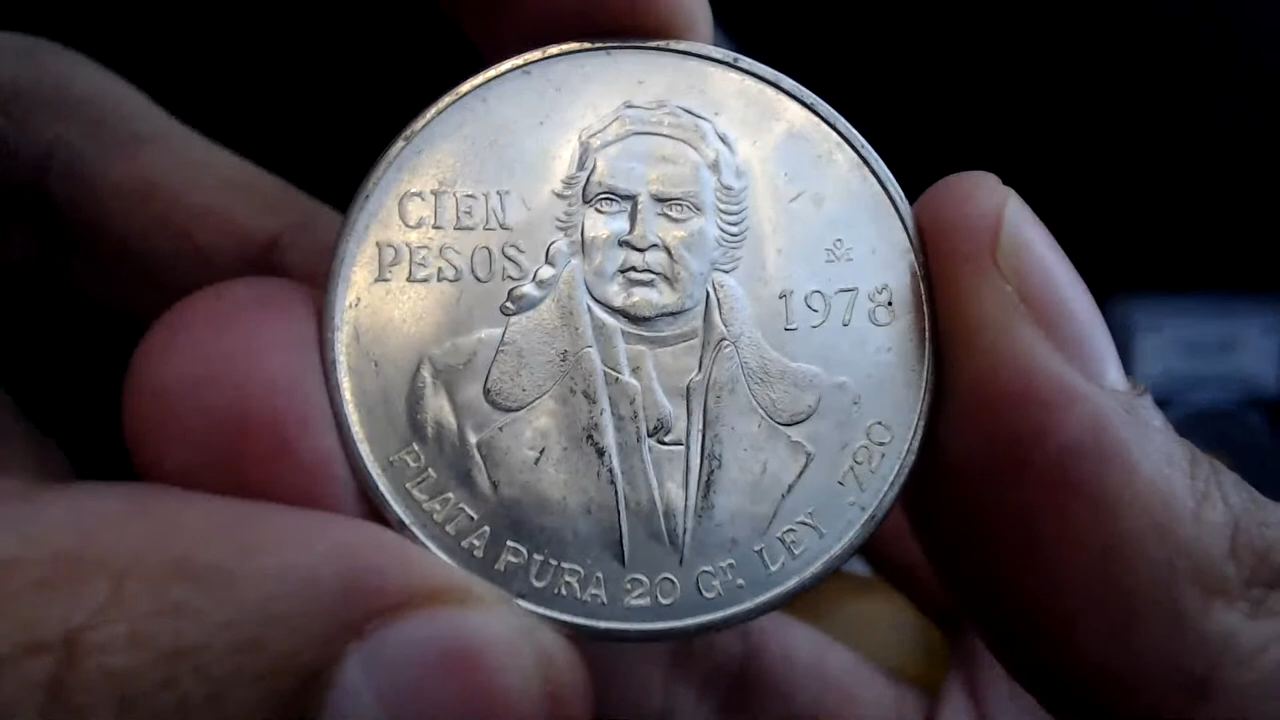 CIEN
PESOS
M̊
1978
PLATA PURA 20 Gr. LEY .720